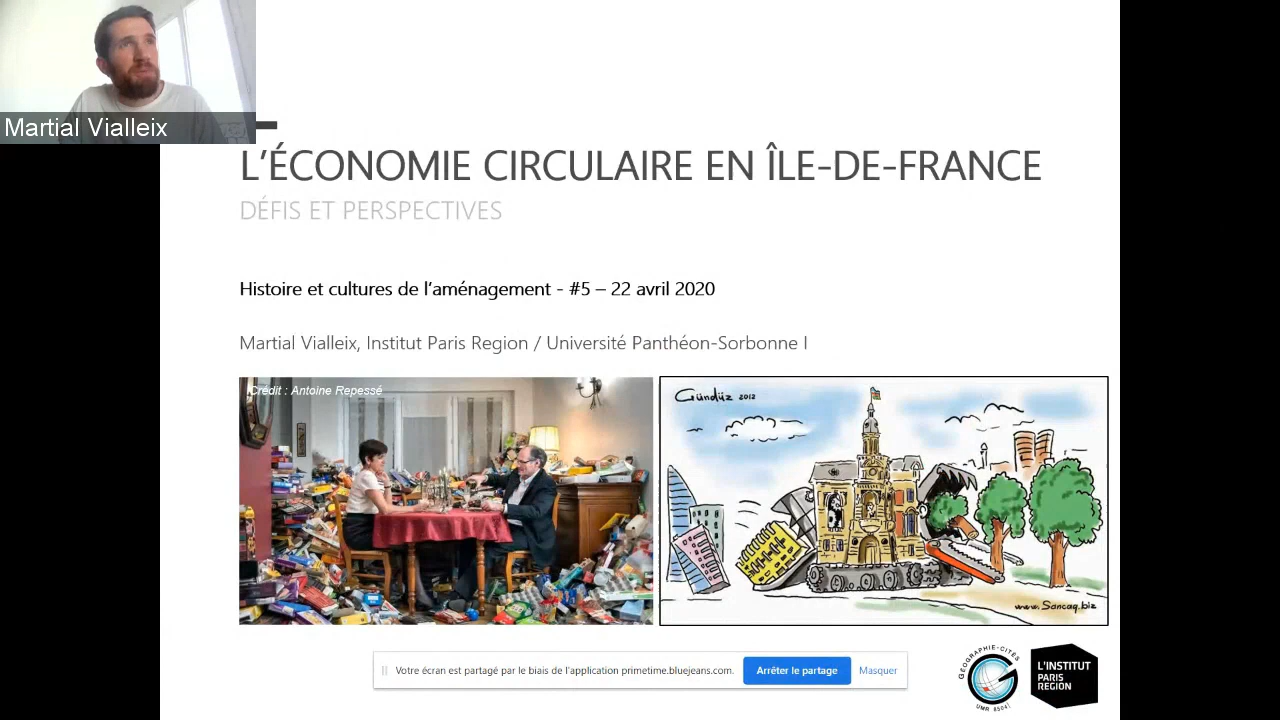 Martial Vialleix
L'ÉCONOMIE CIRCULAIRE EN ÎLE-DE-FRANCE
DÉFIS ET PERSPECTIVES
Histoire et cultures de l'aménagement - #5 – 22 avril 2020
Martial Vialleix, Institut Paris Region / Université Panthéon-Sorbonne I
Crédit : Antoine Repessé
Gündüz 2012
www.Sancaq.biz
Votre écran est partagé par le biais de l'application primetime.bluejeans.com.
Arrêter le partage
Masquer
GÉOGRAPHIE-CITÉS
UMR 8504
L'INSTITUT
PARIS
REGION